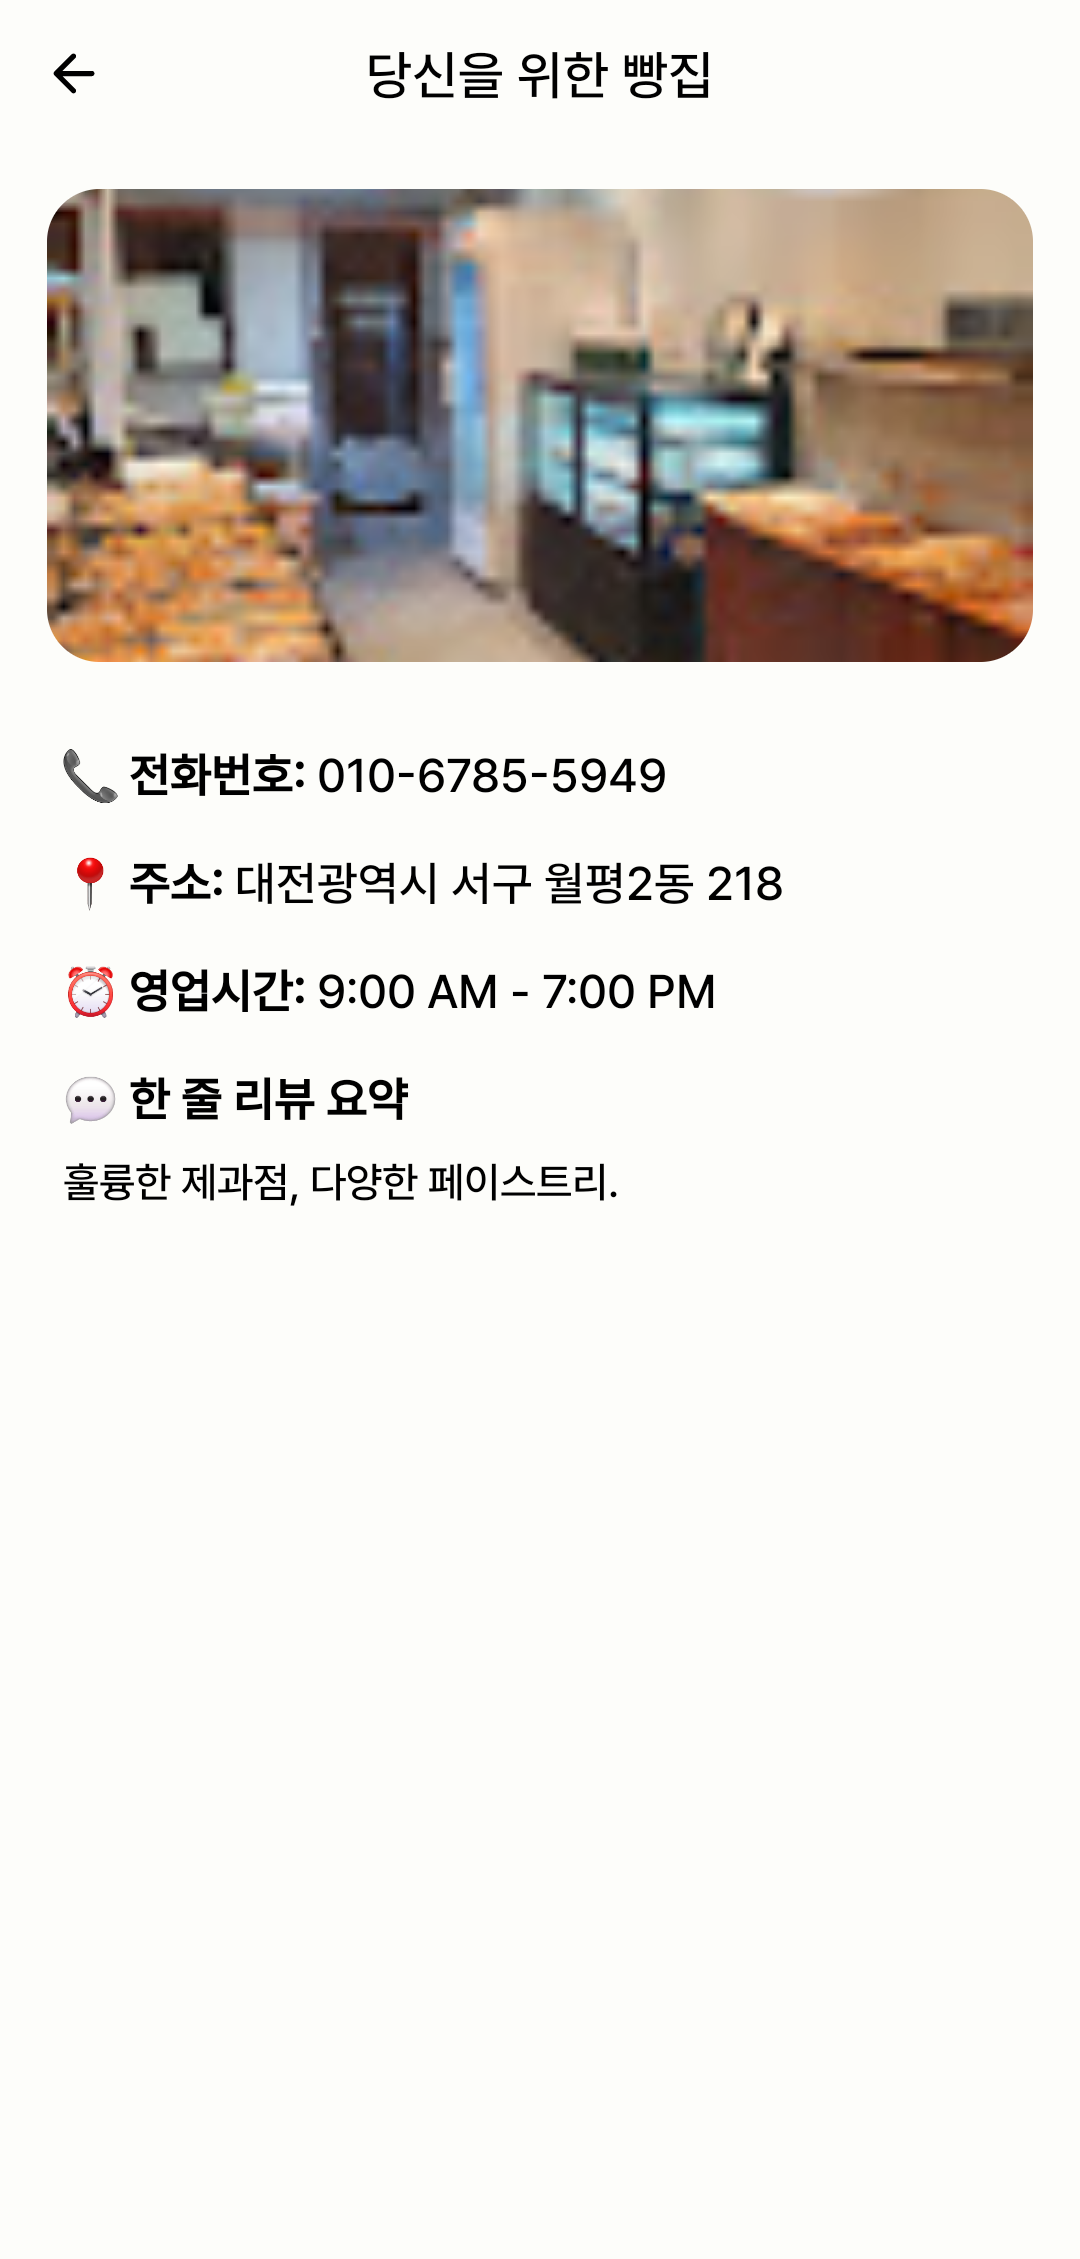 당신을 위한 빵집
📞 전화번호: 010-6785-5949
📍 주소: 대전광역시 서구 월평2동 218
⏰ 영업시간: 9:00 AM - 7:00 PM
💬 한 줄 리뷰 요약
훌륭한 제과점, 다양한 페이스트리.